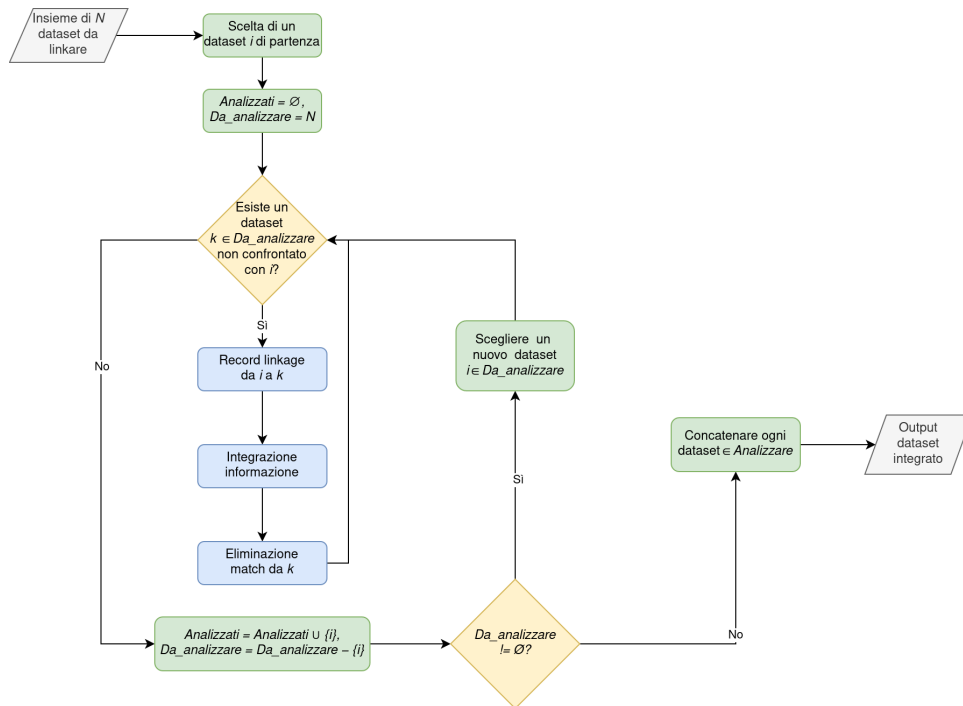 Insieme di N
dataset da
linkare
Scelta di un
dataset i di partenza
Analizzati = ∅ ,
Da_analizzare = N
Esiste un
dataset
k ∈ Da_analizzare
non confrontato
con i?
Sì
Record linkage
da i a k
Integrazione
informazione
Eliminazione
match da k
No
Analizzati = Analizzati ∪ {i},
Da_analizzare = Da_analizzare − {i}
Da_analizzare
!= Ø?
Sì
Scegliere un
nuovo dataset
i ∈ Da_analizzare
No
Concatenare ogni
dataset ∈ Analizzare
Output
dataset
integrato